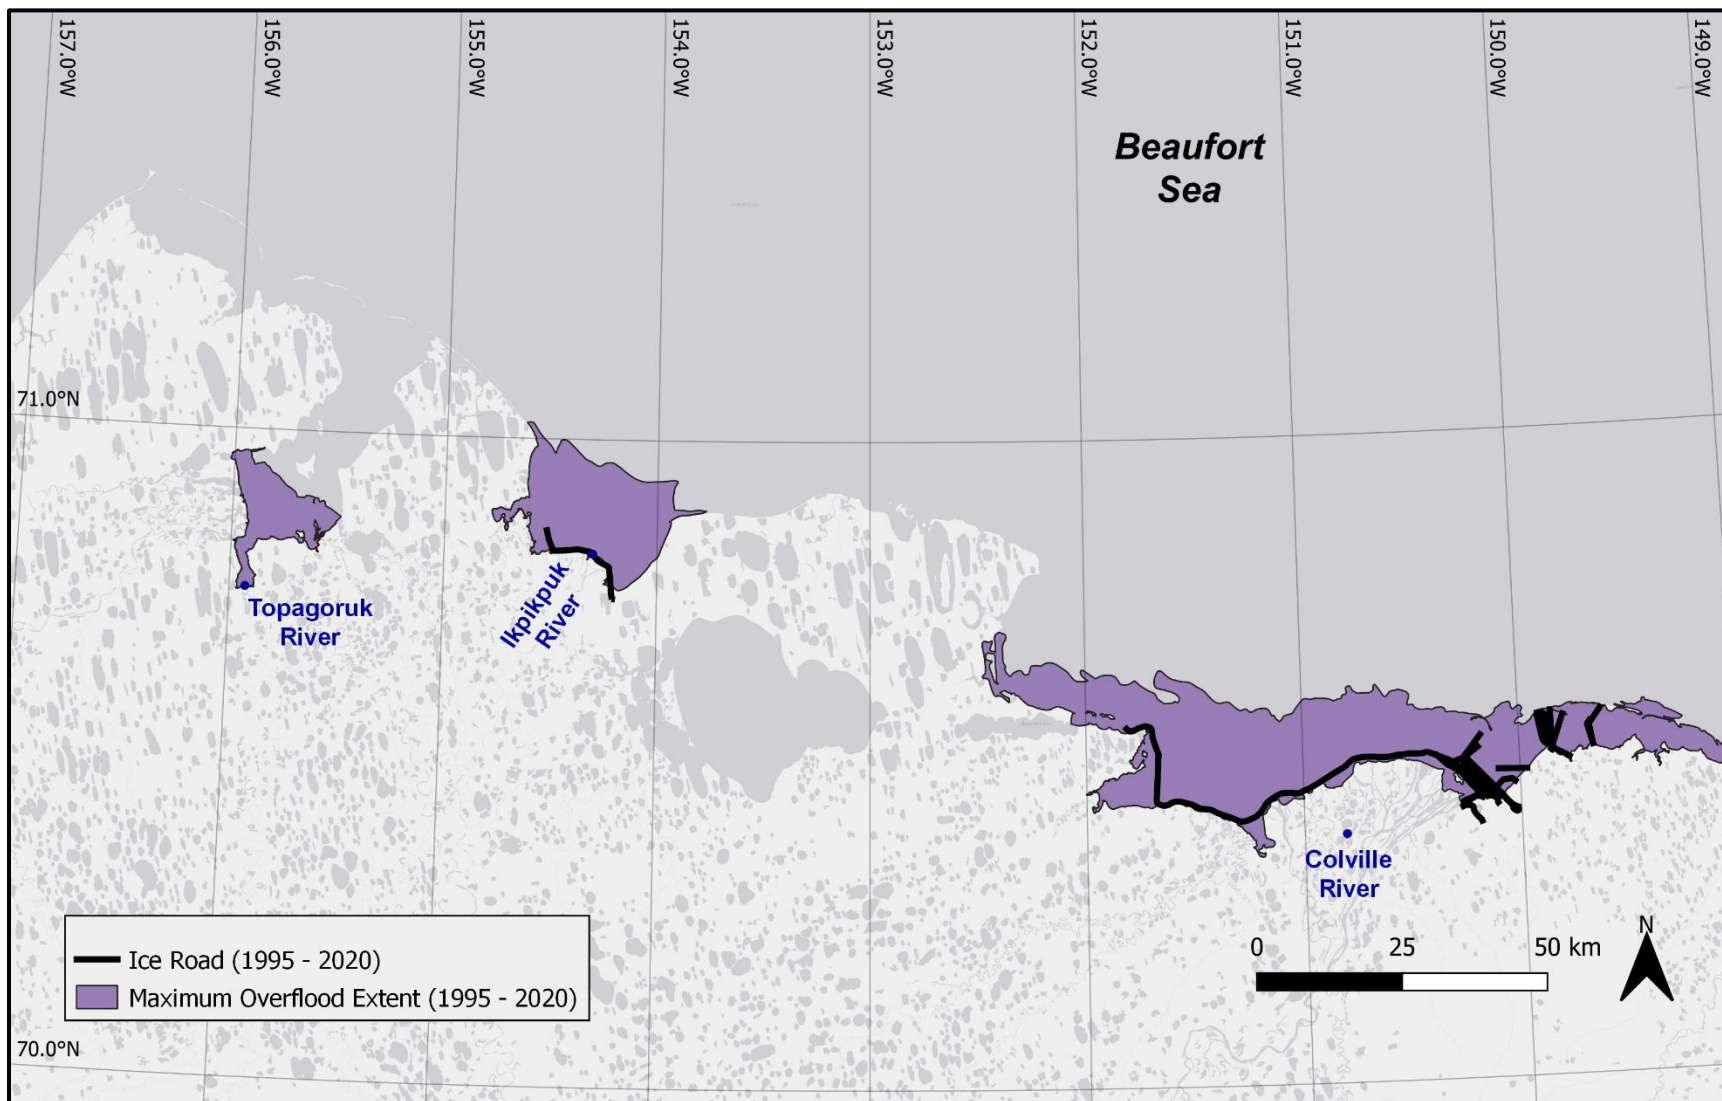 157.0°W
156.0°W
155.0°W
154.0°W
153.0°W
152.0°W
151.0°W
150.0°W
149.0°W
Beaufort
Sea
71.0°N
Topagoruk
River
Ikpikpuk
River
Colville
River
Ice Road (1995 - 2020)
Maximum Overflood Extent (1995 - 2020)
0 25 50 km
N
70.0°N